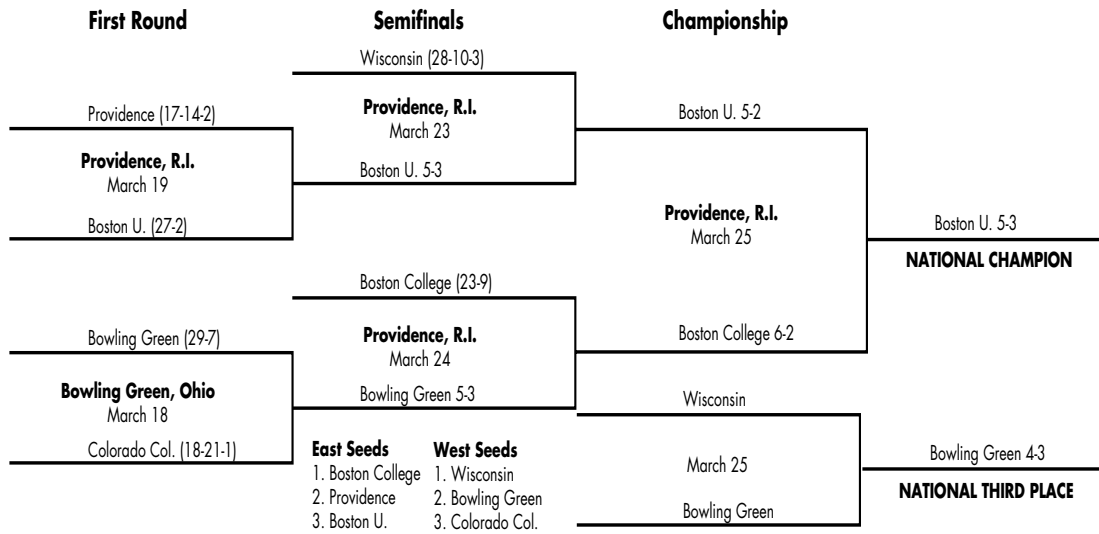 First Round
Semifinals
Championship
Wisconsin (28-10-3)
Providence (17-14-2)
Providence, R.I.
March 23
Boston U. 5-2
Providence, R.I.
March 19
Boston U. 5-3
Boston U. (27-2)
Providence, R.I.
March 25
Boston U. 5-3
NATIONAL CHAMPION
Boston College (23-9)
Bowling Green (29-7)
Providence, R.I.
March 24
Boston College 6-2
Bowling Green, Ohio
March 18
Bowling Green 5-3
Wisconsin
Colorado Col. (18-21-1)
East Seeds
1. Boston College
2. Providence
3. Boston U.
West Seeds
1. Wisconsin
2. Bowling Green
3. Colorado Col.
March 25
Bowling Green
Bowling Green 4-3
NATIONAL THIRD PLACE